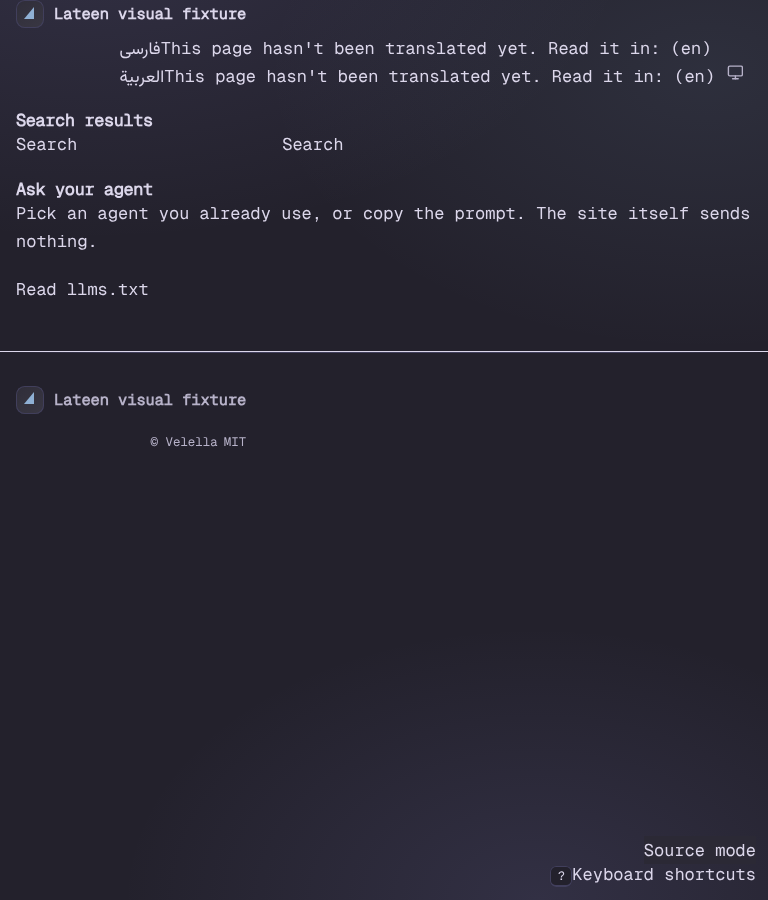 Lateen visual fixture
فارسیThis page hasn't been translated yet. Read it in: (en)
العربيةThis page hasn't been translated yet. Read it in: (en)
Search results
Search Search
Ask your agent
Pick an agent you already use, or copy the prompt. The site itself sends
nothing.
Read llms.txt
Lateen visual fixture
© Velella MIT
Source mode
? Keyboard shortcuts